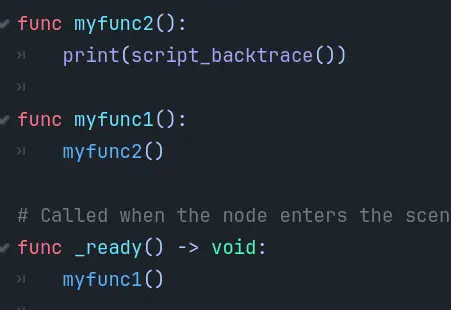 func myfunc2():
print(script_backtrace())
func myfunc1():
myfunc2()
# Called when the node enters the scen
func _ready() -> void:
myfunc1()